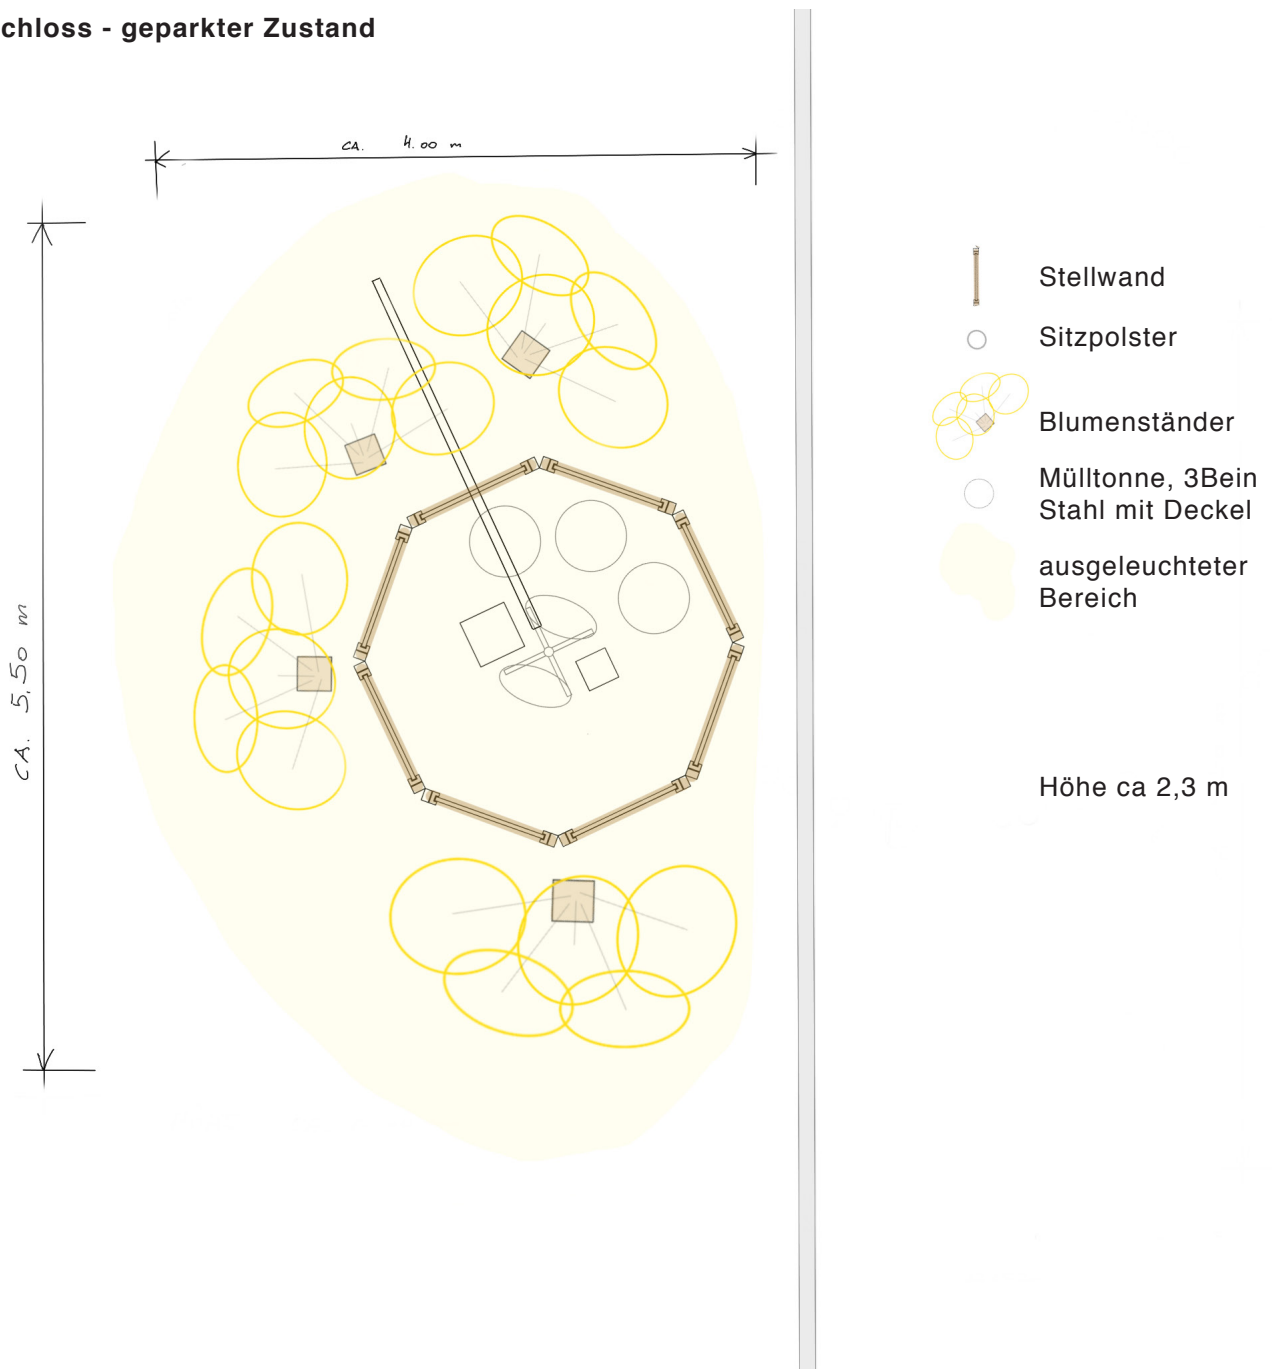 chloss - geparkter Zustand
CA. 4.00 m
CA. 5.50 m
Stellwand
Sitzpolster
Blumenständer
Mülltonne, 3Bein
Stahl mit Deckel
ausgeleuchteter
Bereich
Höhe ca 2,3 m